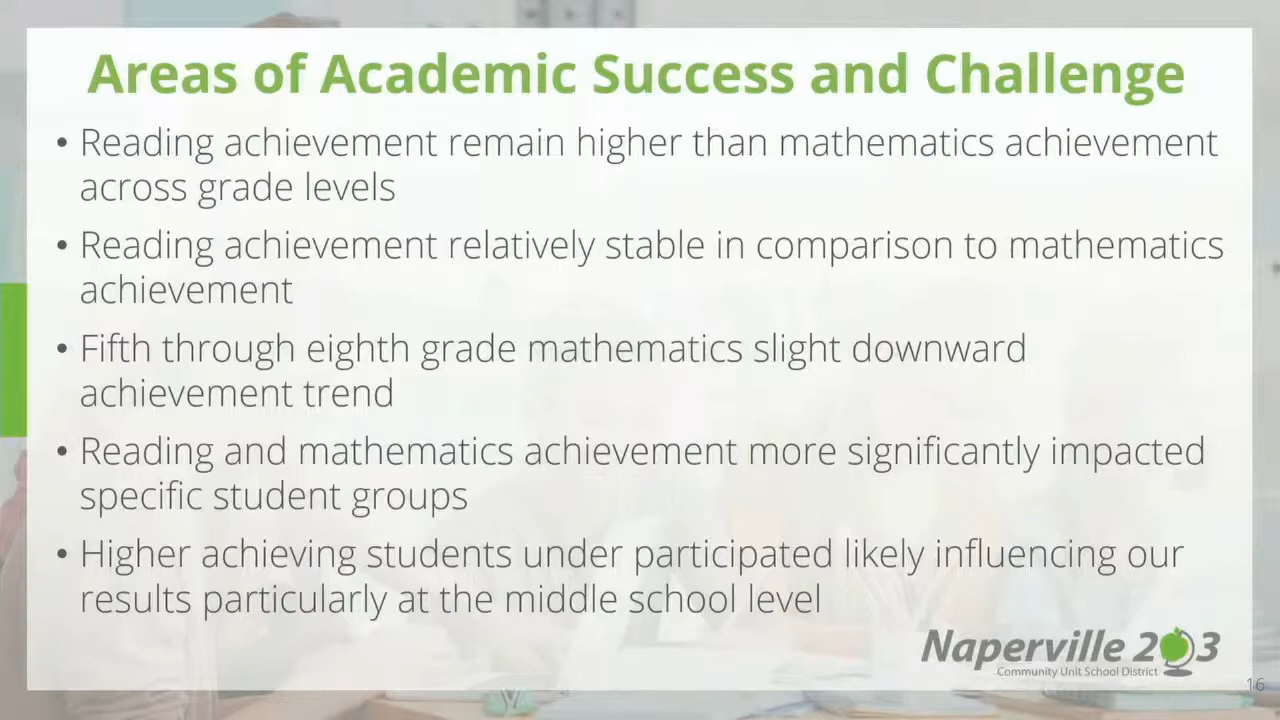 Areas of Academic Success and Challenge
• Reading achievement remain higher than mathematics achievement
across grade levels
• Reading achievement relatively stable in comparison to mathematics
achievement
• Fifth through eighth grade mathematics slight downward
achievement trend
• Reading and mathematics achievement more significantly impacted
specific student groups
• Higher achieving students under participated likely influencing our
results particularly at the middle school level
Naperville 203
Community Unit School District
16